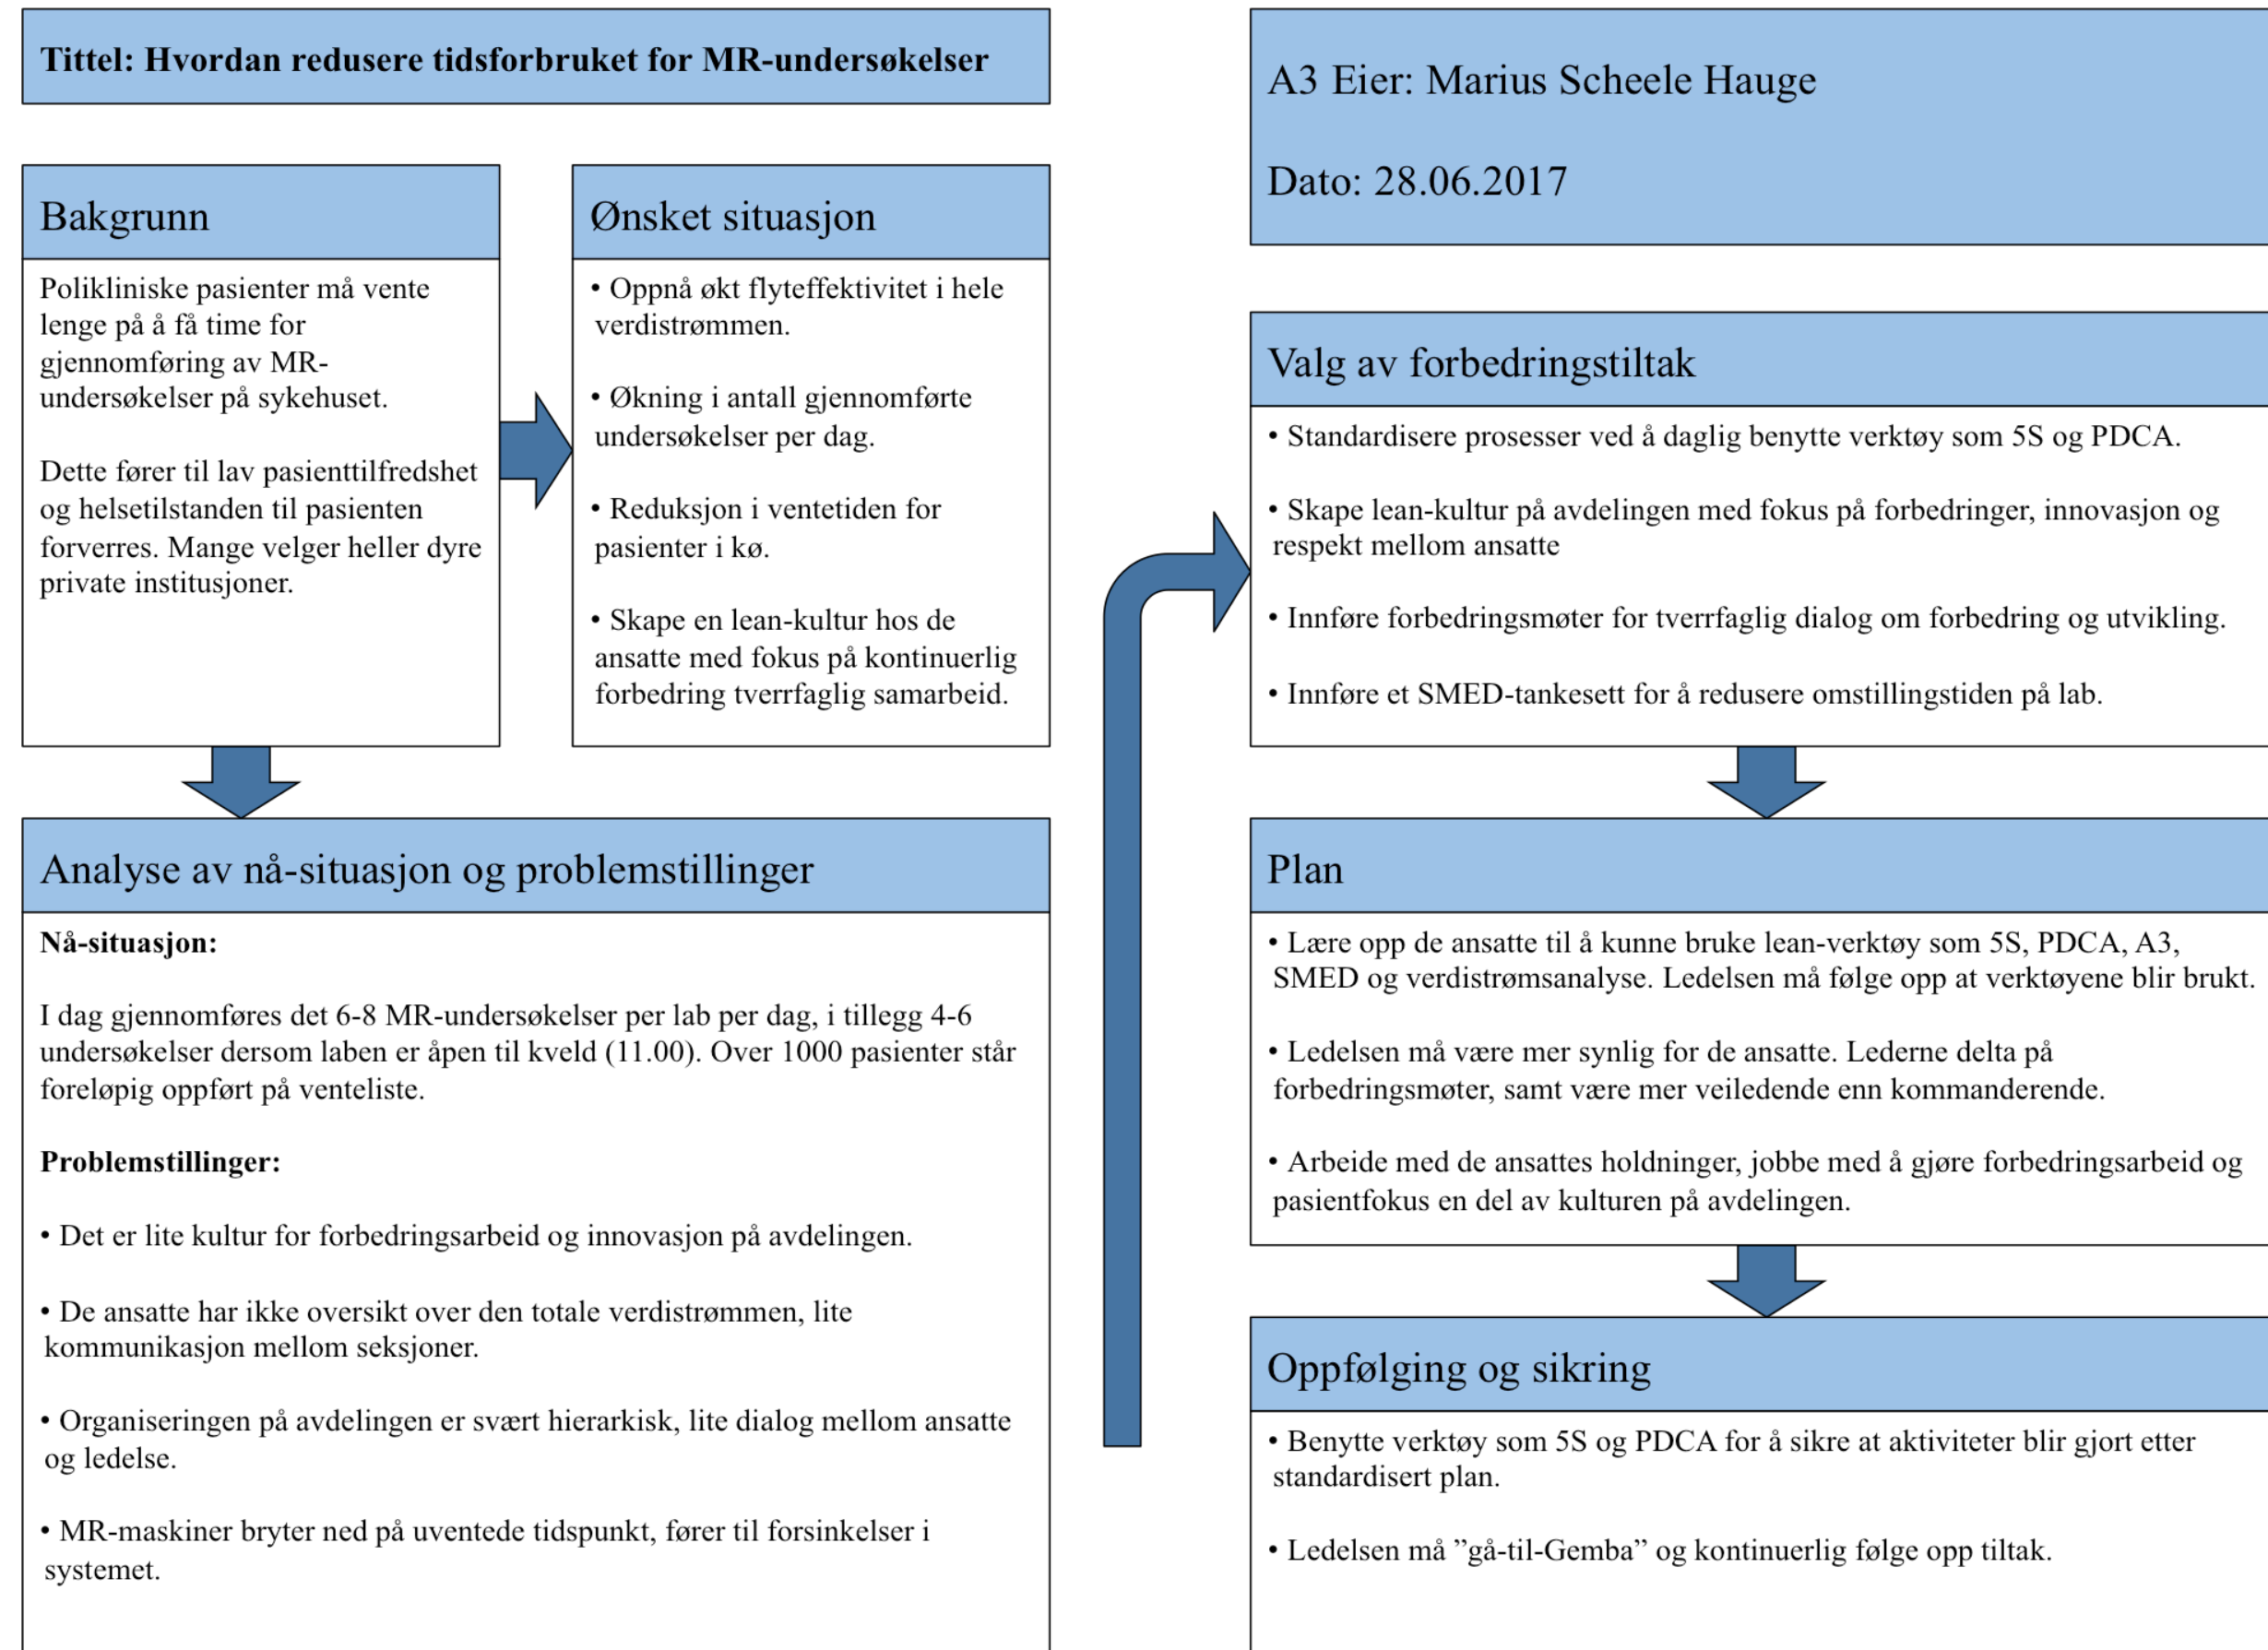 Tittel: Hvordan redusere tidsforbruket for MR-undersøkelser
A3 Eier: Marius Scheele Hauge
Dato: 28.06.2017
Bakgrunn
Polikliniske pasienter må vente
lenge på å få time for
gjennomføring av MR-
undersøkelser på sykehuset.
Dette fører til lav pasienttilfredshet
og helsetilstanden til pasienten
forverres. Mange velger heller dyre
private institusjoner.
Ønsket situasjon
• Oppnå økt flyteffektivitet i hele
verdistrømmen.
• Økning i antall gjennomførte
undersøkelser per dag.
• Reduksjon i ventetiden for
pasienter i kø.
• Skape en lean-kultur hos de
ansatte med fokus på kontinuerlig
forbedring tverrfaglig samarbeid.
Analyse av nå-situasjon og problemstillinger
Nå-situasjon:
I dag gjennomføres det 6-8 MR-undersøkelser per lab per dag, i tillegg 4-6
undersøkelser dersom laben er åpen til kveld (11.00). Over 1000 pasienter står
foreløpig oppført på venteliste.
Problemstillinger:
• Det er lite kultur for forbedringsarbeid og innovasjon på avdelingen.
• De ansatte har ikke oversikt over den totale verdistrømmen, lite
kommunikasjon mellom seksjoner.
• Organiseringen på avdelingen er svært hierarkisk, lite dialog mellom ansatte
og ledelse.
• MR-maskiner bryter ned på uventede tidspunkt, fører til forsinkelser i
systemet.
Valg av forbedringstiltak
• Standardisere prosesser ved å daglig benytte verktøy som 5S og PDCA.
• Skape lean-kultur på avdelingen med fokus på forbedringer, innovasjon og
respekt mellom ansatte
• Innføre forbedringsmøter for tverrfaglig dialog om forbedring og utvikling.
• Innføre et SMED-tankesett for å redusere omstillingstiden på lab.
Plan
• Lære opp de ansatte til å kunne bruke lean-verktøy som 5S, PDCA, A3,
SMED og verdistrømsanalyse. Ledelsen må følge opp at verktøyene blir brukt.
• Ledelsen må være mer synlig for de ansatte. Lederne delta på
forbedringsmøter, samt være mer veiledende enn kommanderende.
• Arbeide med de ansattes holdninger, jobbe med å gjøre forbedringsarbeid og
pasientfokus en del av kulturen på avdelingen.
Oppfølging og sikring
• Benytte verktøy som 5S og PDCA for å sikre at aktiviteter blir gjort etter
standardisert plan.
• Ledelsen må ”gå-til-Gemba” og kontinuerlig følge opp tiltak.